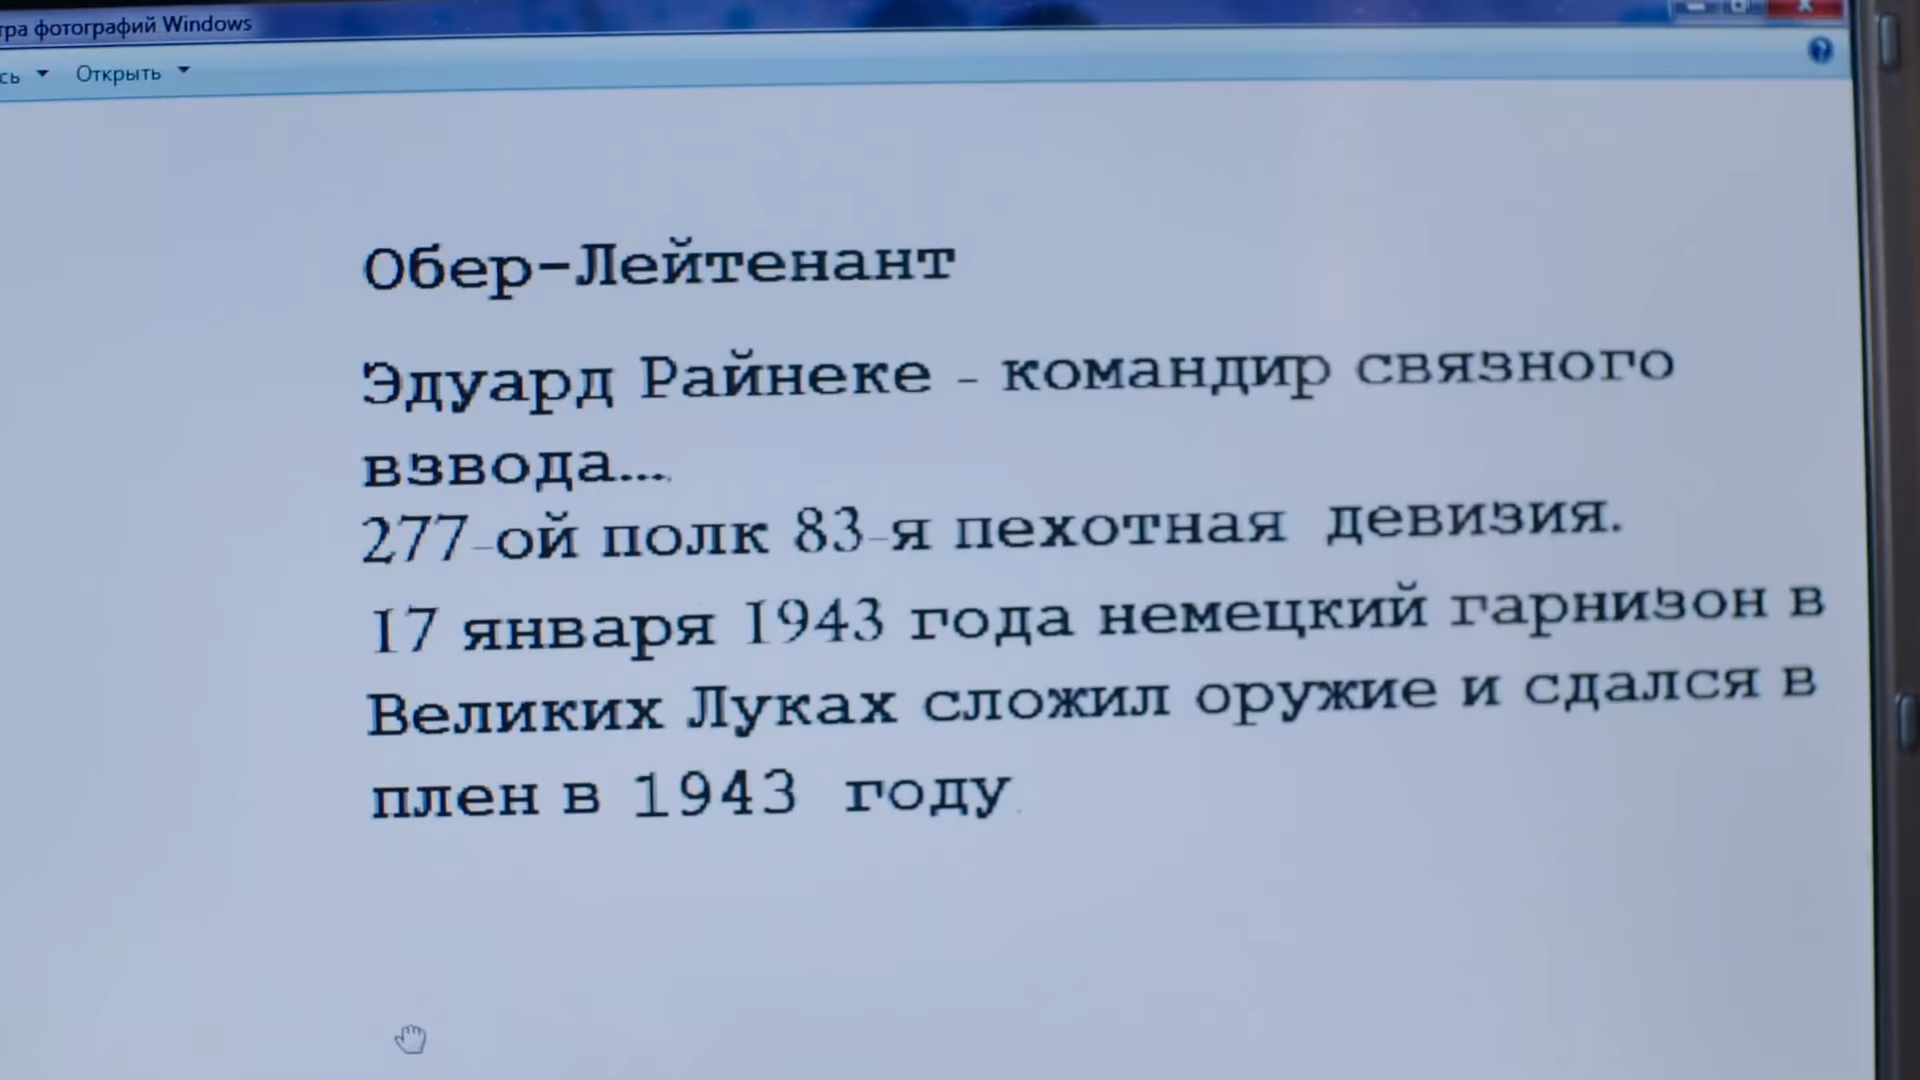 тра фотографий Windows
сь Открыть
Обер-Лейтенант
Эдуард Райнеке - командир связного
взвода...
277-ой полк 83-я пехотная девизия.
17 января 1943 года немецкий гарнизон в
Великих Луках сложил оружие и сдался в
плен в 1943 году